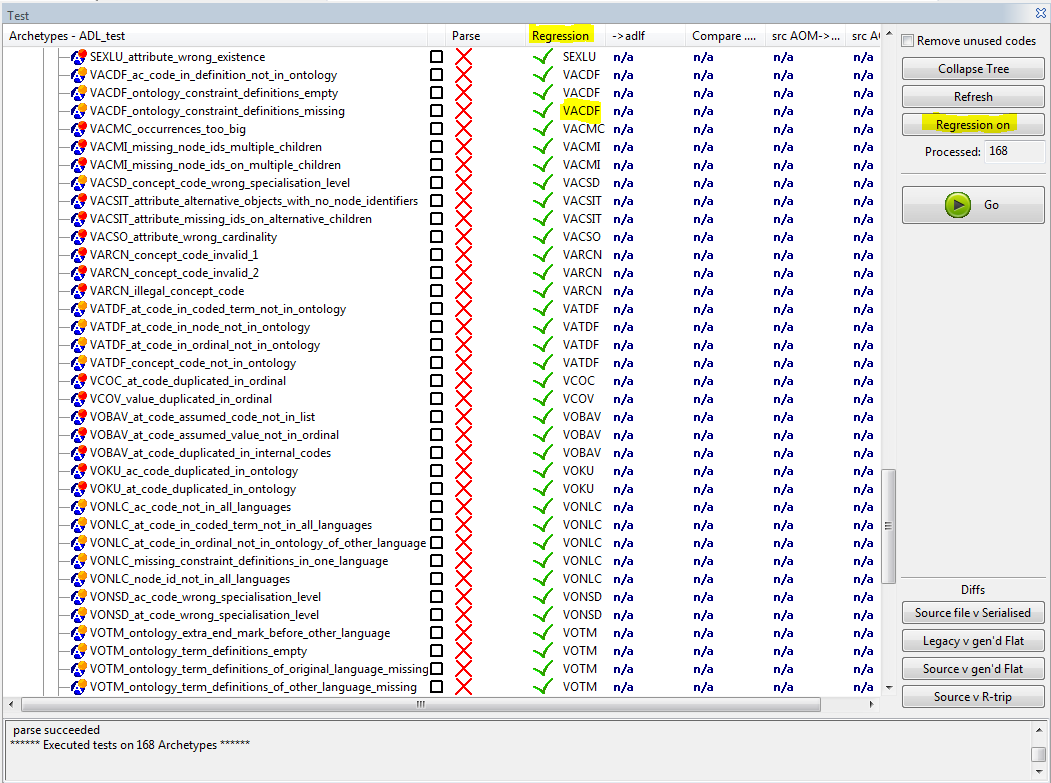 Test
Archetypes - ADL_test Parse Regression ->adlf Compare .... src AOM->... src AO
Remove unused codes
Collapse Tree
Refresh
Regression on
Processed: 168
Go
SEXLU_attribute_wrong_existence SEXLU n/a n/a n/a n/a
VACDF_ac_code_in_definition_not_in_ontology VACDF n/a n/a n/a n/a
VACDF_ontology_constraint_definitions_empty VACDF n/a n/a n/a n/a
VACDF_ontology_constraint_definitions_missing VACDF n/a n/a n/a n/a
VACMC_occurrences_too_big VACMC n/a n/a n/a n/a
VACMI_missing_node_ids_multiple_children VACMI n/a n/a n/a n/a
VACMI_missing_node_ids_on_multiple_children VACMI n/a n/a n/a n/a
VACSD_concept_code_wrong_specialisation_level VACSD n/a n/a n/a n/a
VACSIT_attribute_alternative_objects_with_no_node_identifiers VACSIT n/a n/a n/a n/a
VACSIT_attribute_missing_ids_on_alternative_children VACSIT n/a n/a n/a n/a
VACSO_attribute_wrong_cardinality VACSO n/a n/a n/a n/a
VARCN_concept_code_invalid_1 VARCN n/a n/a n/a n/a
VARCN_concept_code_invalid_2 VARCN n/a n/a n/a n/a
VARCN_illegal_concept_code VARCN n/a n/a n/a n/a
VATDF_at_code_in_coded_term_not_in_ontology VATDF n/a n/a n/a n/a
VATDF_at_code_in_node_not_in_ontology VATDF n/a n/a n/a n/a
VATDF_at_code_in_ordinal_not_in_ontology VATDF n/a n/a n/a n/a
VATDF_concept_code_not_in_ontology VATDF n/a n/a n/a n/a
VCOC_at_code_duplicated_in_ordinal VCOC n/a n/a n/a n/a
VCOV_value_duplicated_in_ordinal VCOV n/a n/a n/a n/a
VOBAV_at_code_assumed_code_not_in_list VOBAV n/a n/a n/a n/a
VOBAV_at_code_assumed_value_not_in_ordinal VOBAV n/a n/a n/a n/a
VOBAV_at_code_duplicated_in_internal_codes VOBAV n/a n/a n/a n/a
VOKU_ac_code_duplicated_in_ontology VOKU n/a n/a n/a n/a
VOKU_at_code_duplicated_in_ontology VOKU n/a n/a n/a n/a
VONLC_ac_code_not_in_all_languages VONLC n/a n/a n/a n/a
VONLC_at_code_in_coded_term_not_in_all_languages VONLC n/a n/a n/a n/a
VONLC_at_code_in_ordinal_not_in_ontology_of_other_language VONLC n/a n/a n/a n/a
VONLC_missing_constraint_definitions_in_one_language VONLC n/a n/a n/a n/a
VONLC_node_id_not_in_all_languages VONLC n/a n/a n/a n/a
VONSD_ac_code_wrong_specialisation_level VONSD n/a n/a n/a n/a
VONSD_at_code_wrong_specialisation_level VONSD n/a n/a n/a n/a
VOTM_ontology_extra_end_mark_before_other_language VOTM n/a n/a n/a n/a
VOTM_ontology_term_definitions_empty VOTM n/a n/a n/a n/a
VOTM_ontology_term_definitions_of_original_language_missing VOTM n/a n/a n/a n/a
VOTM_ontology_term_definitions_of_other_language_missing VOTM n/a n/a n/a n/a
Diffs
Source file v Serialised
Legacy v gen'd Flat
Source v gen'd Flat
Source v R-trip
parse succeeded
****** Executed tests on 168 Archetypes ******